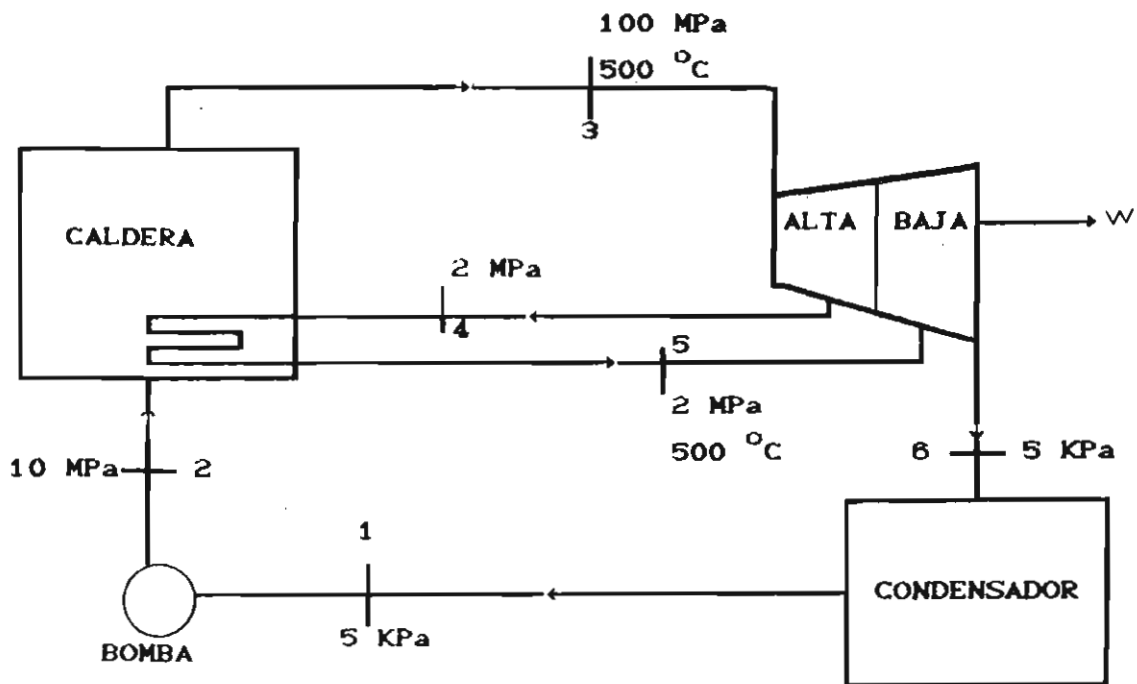 100 MPa
500 °C
3
CALDERA
ALTA
BAJA
W
2 MPa
4
5
2 MPa
500 °C
10 MPa
2
6
5 KPa
1
5 KPa
BOMBA
CONDENSADOR